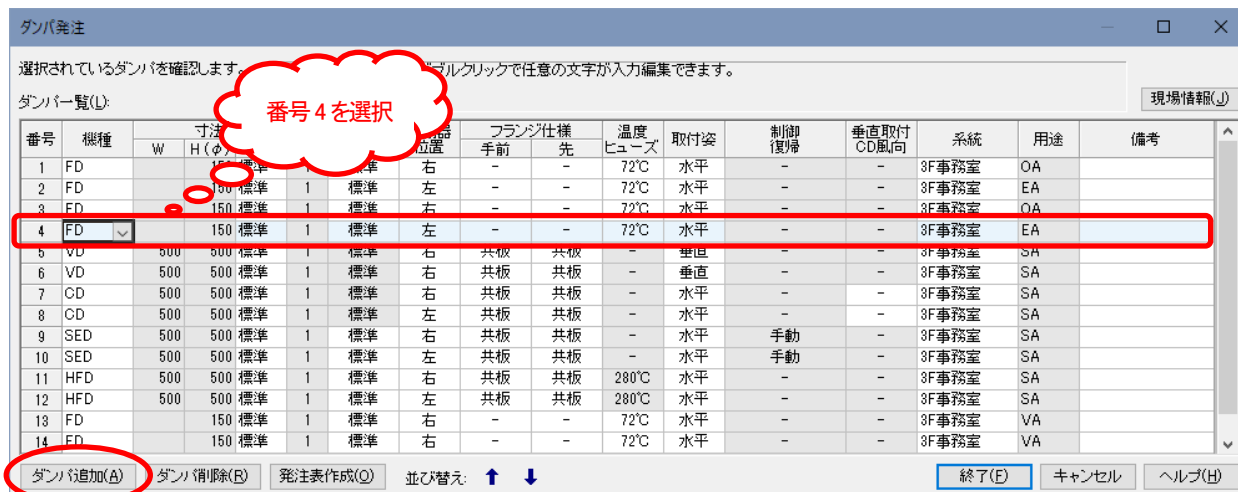 ダンパ発注
選択されているダンパを確認します。 ダブルクリックで任意の文字が入力編集できます。
番号4を選択
ダンパ一覧(L): 現場情報(J)
番号 機種 寸法 フランジ仕様 温度ヒューズ 取付姿 制御復帰 垂直取付CD風向 系統 用途 備考
W H(φ) 位置 手前 先
1 FD 150 標準 1 標準 右 - - 72℃ 水平 - - 3F事務室 OA
2 FD 150 標準 1 標準 左 - - 72℃ 水平 - - 3F事務室 EA
3 FD 150 標準 1 標準 右 - - 72℃ 水平 - - 3F事務室 OA
4 FD 150 標準 1 標準 左 - - 72℃ 水平 - - 3F事務室 EA
5 VD 500 500 標準 1 標準 右 共板 共板 - 垂直 - - 3F事務室 SA
6 VD 500 500 標準 1 標準 右 共板 共板 - 垂直 - - 3F事務室 SA
7 CD 500 500 標準 1 標準 右 共板 共板 - 水平 - - 3F事務室 SA
8 CD 500 500 標準 1 標準 左 共板 共板 - 水平 - - 3F事務室 SA
9 SED 500 500 標準 1 標準 右 共板 共板 - 水平 手動 - 3F事務室 SA
10 SED 500 500 標準 1 標準 左 共板 共板 - 水平 手動 - 3F事務室 SA
11 HFD 500 500 標準 1 標準 右 共板 共板 280℃ 水平 - - 3F事務室 SA
12 HFD 500 500 標準 1 標準 左 共板 共板 280℃ 水平 - - 3F事務室 SA
13 FD 150 標準 1 標準 右 - - 72℃ 水平 - - 3F事務室 VA
14 FD 150 標準 1 標準 右 - - 72℃ 水平 - - 3F事務室 VA
ダンパ追加(A) ダンパ削除(R) 発注表作成(O) 並び替え: ↑ ↓ 終了(F) キャンセル ヘルプ(H)